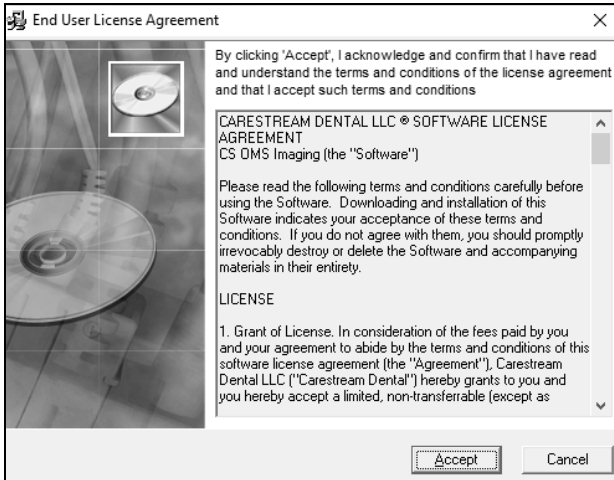 End User License Agreement
By clicking 'Accept', I acknowledge and confirm that I have read
and understand the terms and conditions of the license agreement
and that I accept such terms and conditions
CARESTREAM DENTAL LLC ® SOFTWARE LICENSE
AGREEMENT
CS OMS Imaging (the "Software")
Please read the following terms and conditions carefully before
using the Software.  Downloading and installation of this
Software indicates your acceptance of these terms and
conditions.  If you do not agree with them, you should promptly
irrevocably destroy or delete the Software and accompanying
materials in their entirety.
LICENSE
1. Grant of License. In consideration of the fees paid by you
and your agreement to abide by the terms and conditions of this
software license agreement (the "Agreement"), Carestream
Dental LLC ("Carestream Dental") hereby grants to you and
you hereby accept a limited, non-transferrable (except as
Accept
Cancel